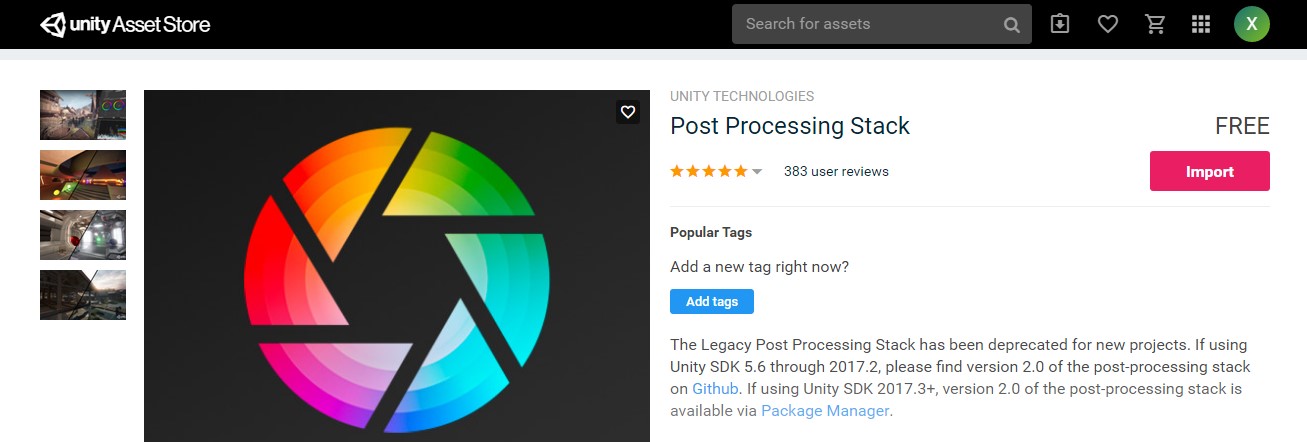 unity Asset Store
Search for assets
X
UNITY TECHNOLOGIES
Post Processing Stack
FREE
383 user reviews
Import
Popular Tags
Add a new tag right now?
Add tags
The Legacy Post Processing Stack has been deprecated for new projects. If using
Unity SDK 5.6 through 2017.2, please find version 2.0 of the post-processing stack
on Github. If using Unity SDK 2017.3+, version 2.0 of the post-processing stack is
available via Package Manager.